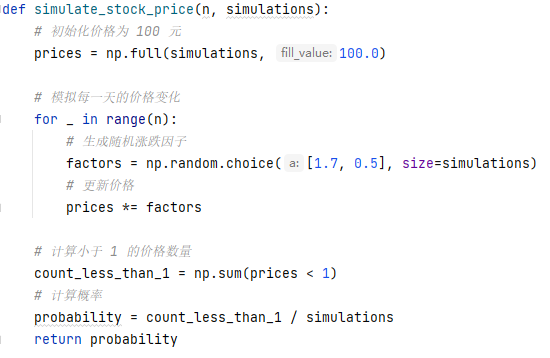 def simulate_stock_price(n, simulations):
# 初始化价格为 100 元
prices = np.full(simulations, fill_value: 100.0)
# 模拟每一天的价格变化
for _ in range(n):
# 生成随机涨跌因子
factors = np.random.choice( a: [1.7, 0.5], size=simulations)
# 更新价格
prices *= factors
# 计算小于 1 的价格数量
count_less_than_1 = np.sum(prices < 1)
# 计算概率
probability = count_less_than_1 / simulations
return probability